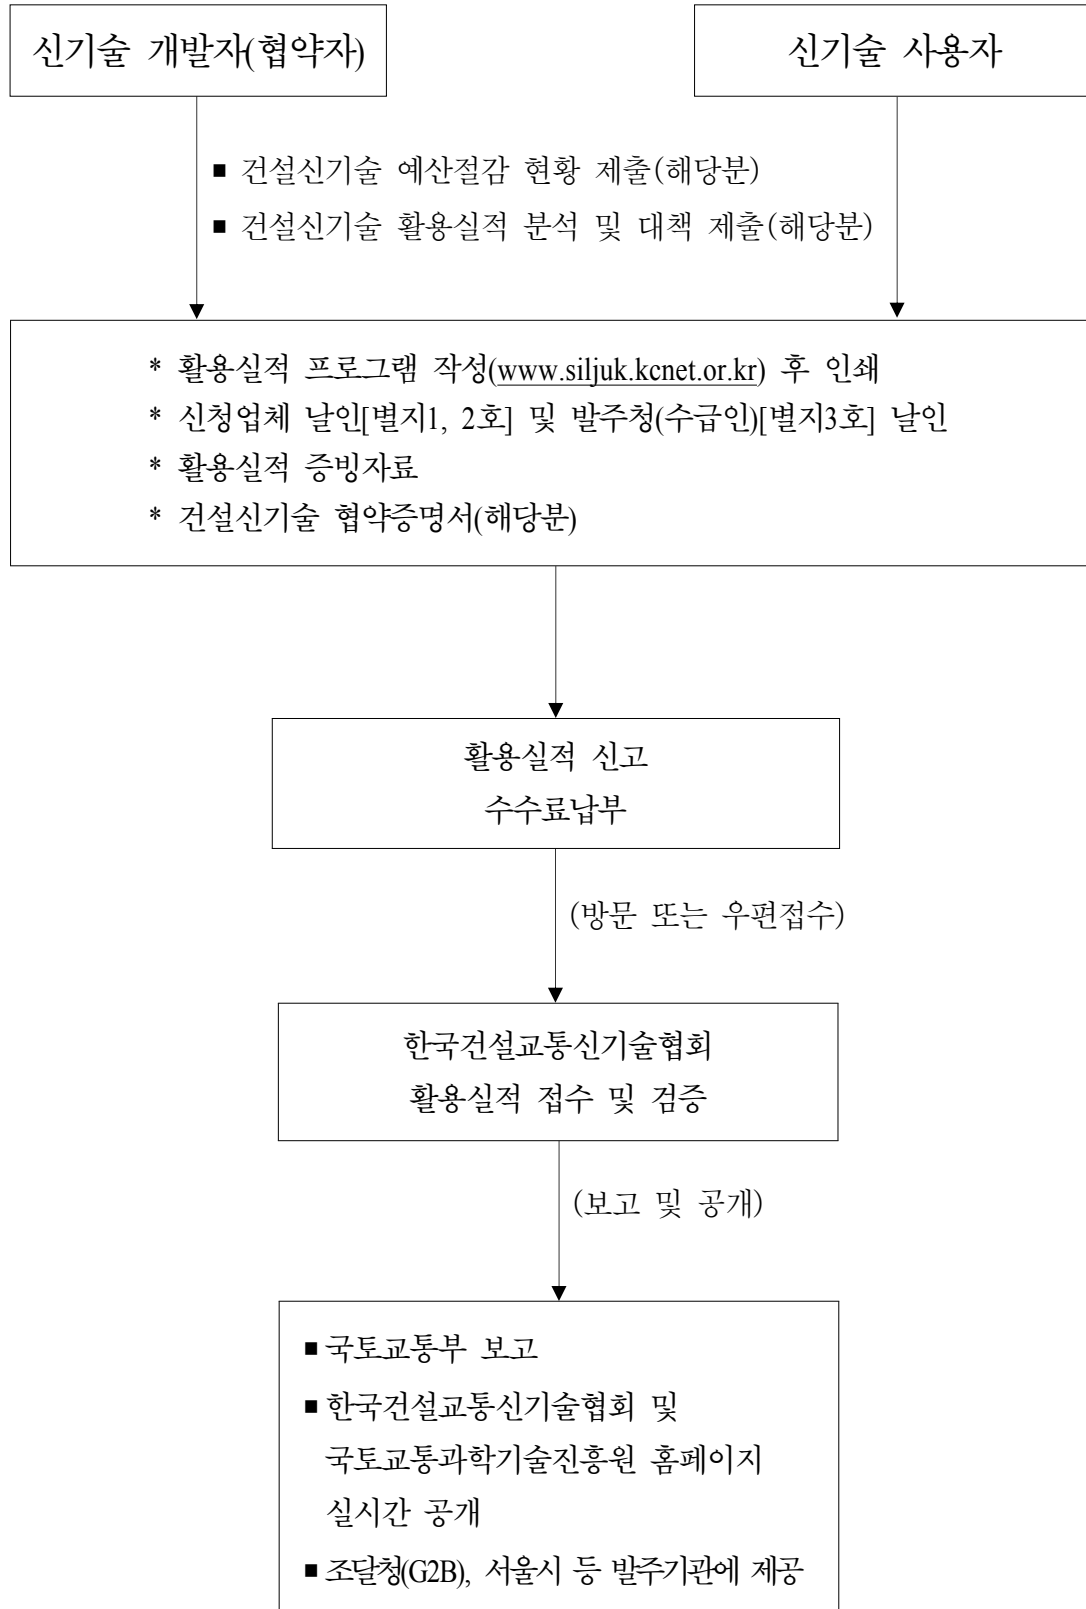 신기술 개발자(협약자)
신기술 사용자
■ 건설신기술 예산절감 현황 제출(해당분)
■ 건설신기술 활용실적 분석 및 대책 제출(해당분)
* 활용실적 프로그램 작성(www.siljuk.kcnet.or.kr) 후 인쇄
* 신청업체 날인[별지1, 2호] 및 발주청(수급인)[별지3호] 날인
* 활용실적 증빙자료
* 건설신기술 협약증명서(해당분)
활용실적 신고
수수료납부
(방문 또는 우편접수)
한국건설교통신기술협회
활용실적 접수 및 검증
(보고 및 공개)
■ 국토교통부 보고
■ 한국건설교통신기술협회 및
국토교통과학기술진흥원 홈페이지
실시간 공개
■ 조달청(G2B), 서울시 등 발주기관에 제공